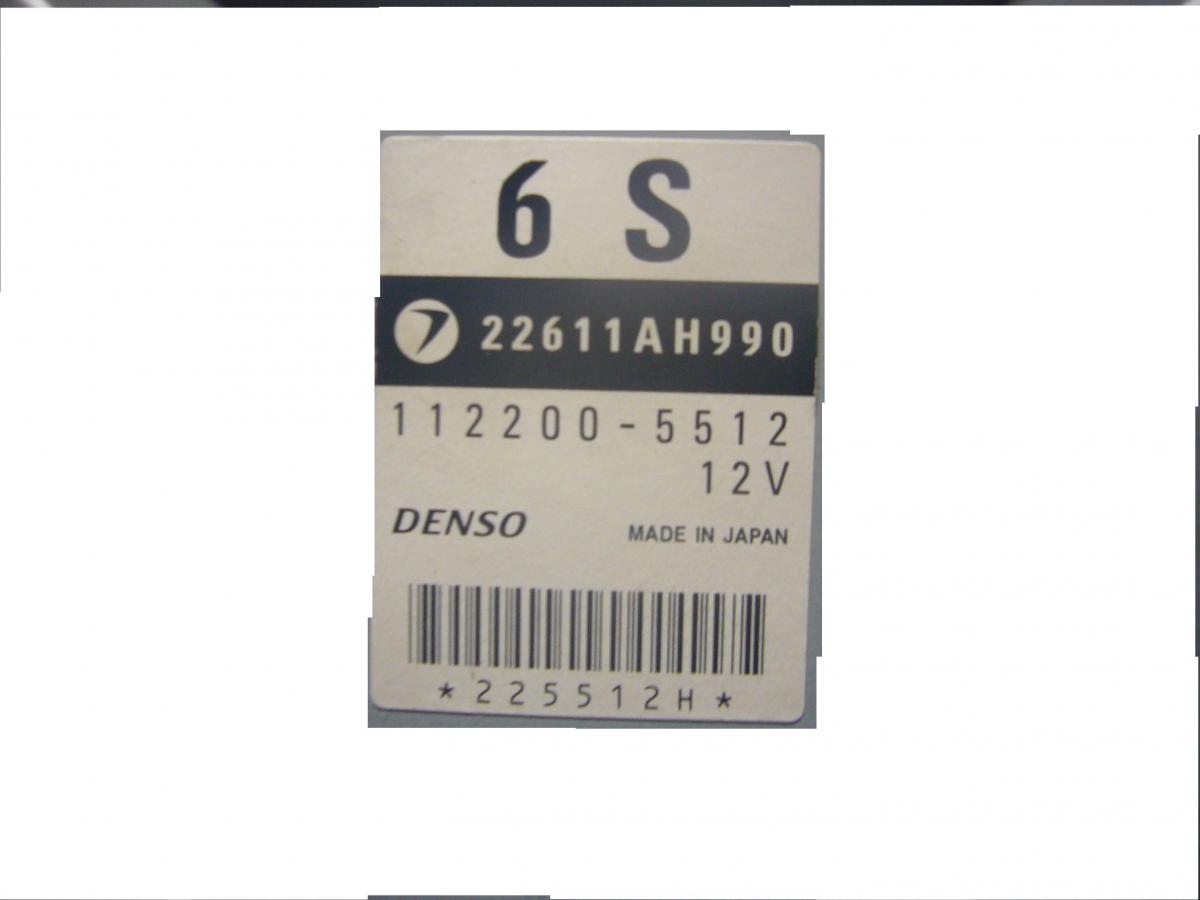 6 S
22611AH990
112200-5512
12V
DENSO MADE IN JAPAN
*225512H*